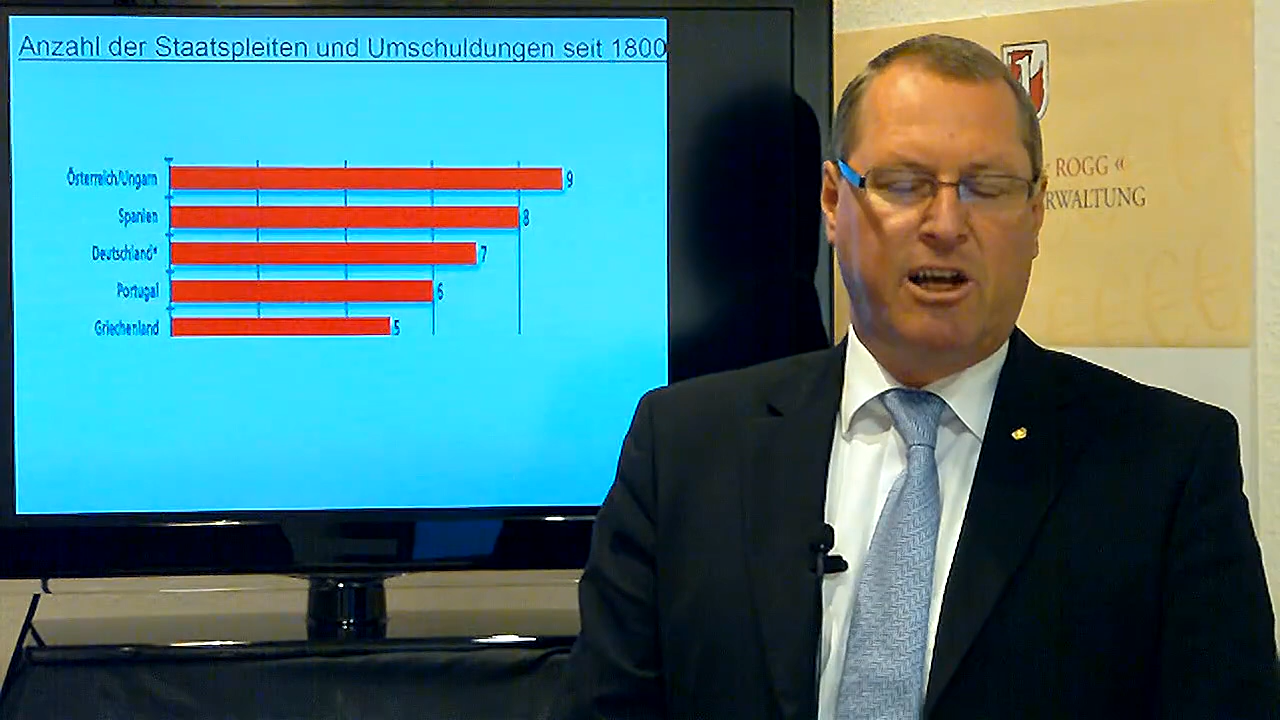 Anzahl der Staatspleiten und Umschuldungen seit 1800
Österreich/Ungarn 9
Spanien 8
Deutschland* 7
Portugal 6
Griechenland 5
ROGG «
RWALTUNG